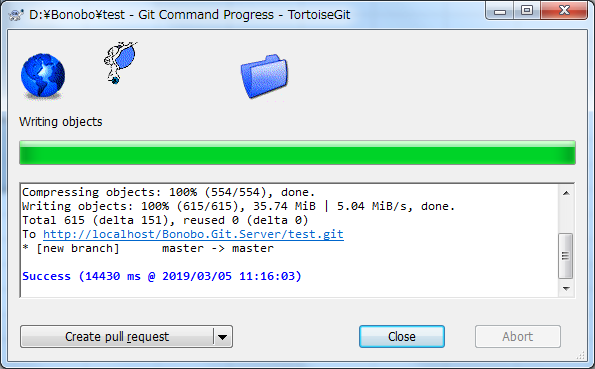 D:¥Bonobo¥test - Git Command Progress - TortoiseGit
Writing objects
Compressing objects: 100% (554/554), done.
Writing objects: 100% (615/615), 35.74 MiB | 5.04 MiB/s, done.
Total 615 (delta 151), reused 0 (delta 0)
To http://localhost/Bonobo.Git.Server/test.git
* [new branch]      master -> master
Success (14430 ms @ 2019/03/05 11:16:03)
Create pull request
Close
Abort